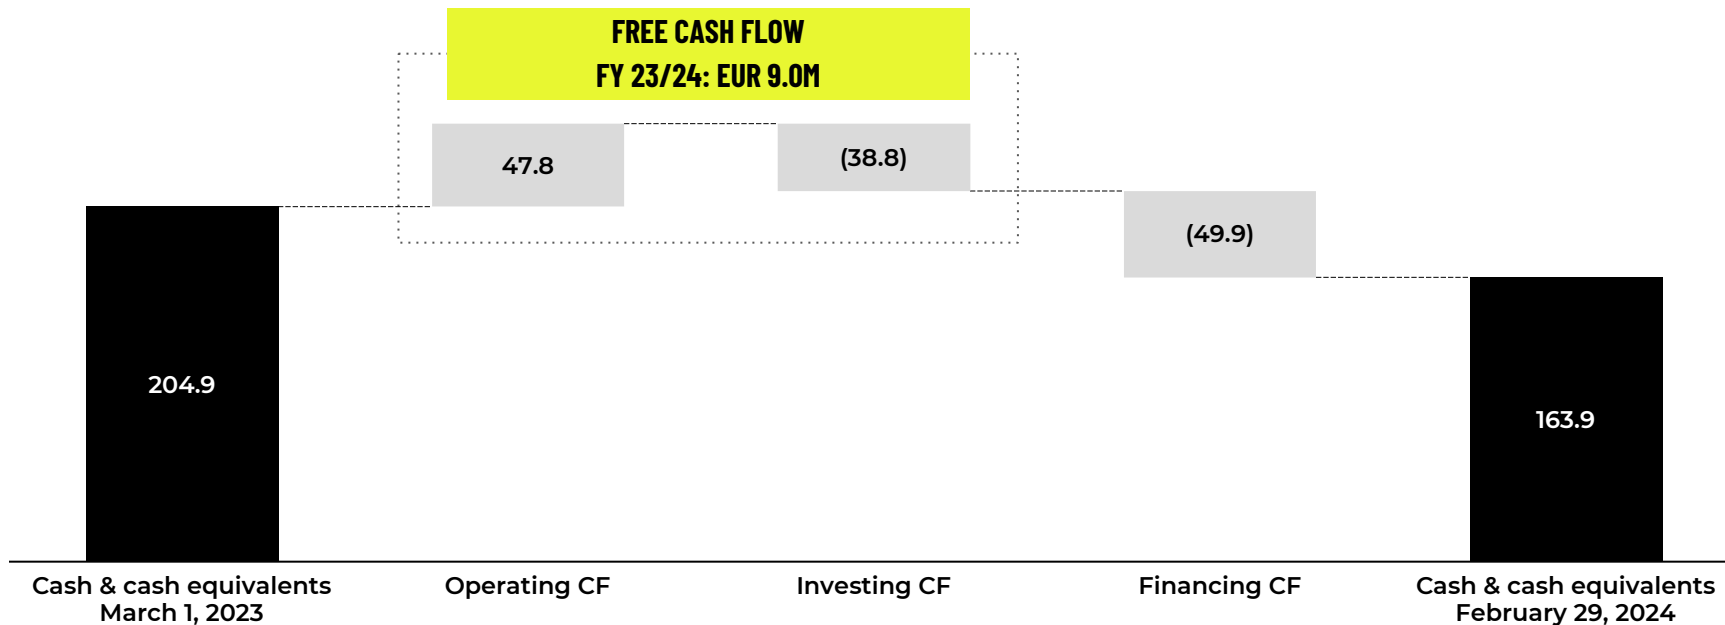 FREE CASH FLOW
FY 23/24: EUR 9.0M
47.8
(38.8)
(49.9)
204.9
163.9
Cash & cash equivalents
March 1, 2023
Operating CF
Investing CF
Financing CF
Cash & cash equivalents
February 29, 2024